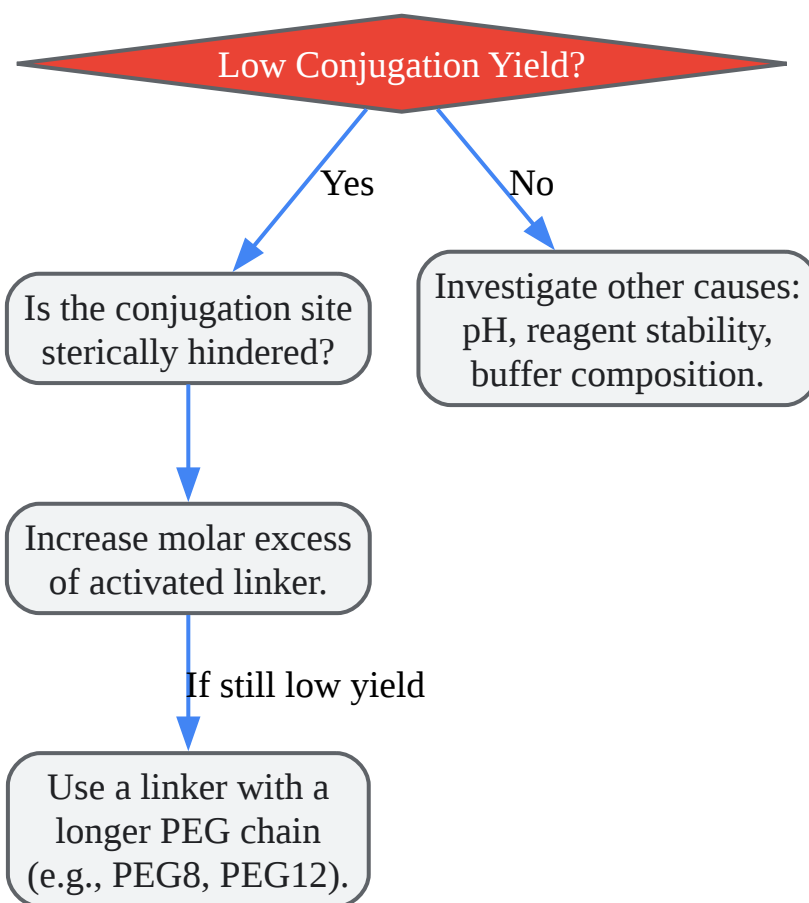 Low Conjugation Yield?
Yes
No
Is the conjugation site
sterically hindered?
Investigate other causes:
pH, reagent stability,
buffer composition.
Increase molar excess
of activated linker.
If still low yield
Use a linker with a
longer PEG chain
(e.g., PEG8, PEG12).